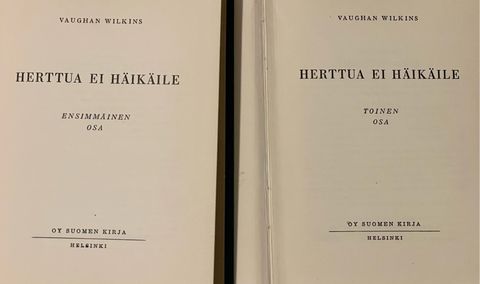 VAUGHAN WILKINS
HERTTUA EI HÄIKÄILE
ENSIMMÄINEN
OSA
OY SUOMEN KIRJA
HELSINKI
VAUGHAN WILKINS
HERTTUA EI HÄIKÄILE
TOINEN
OSA
OY SUOMEN KIRJA
HELSINKI